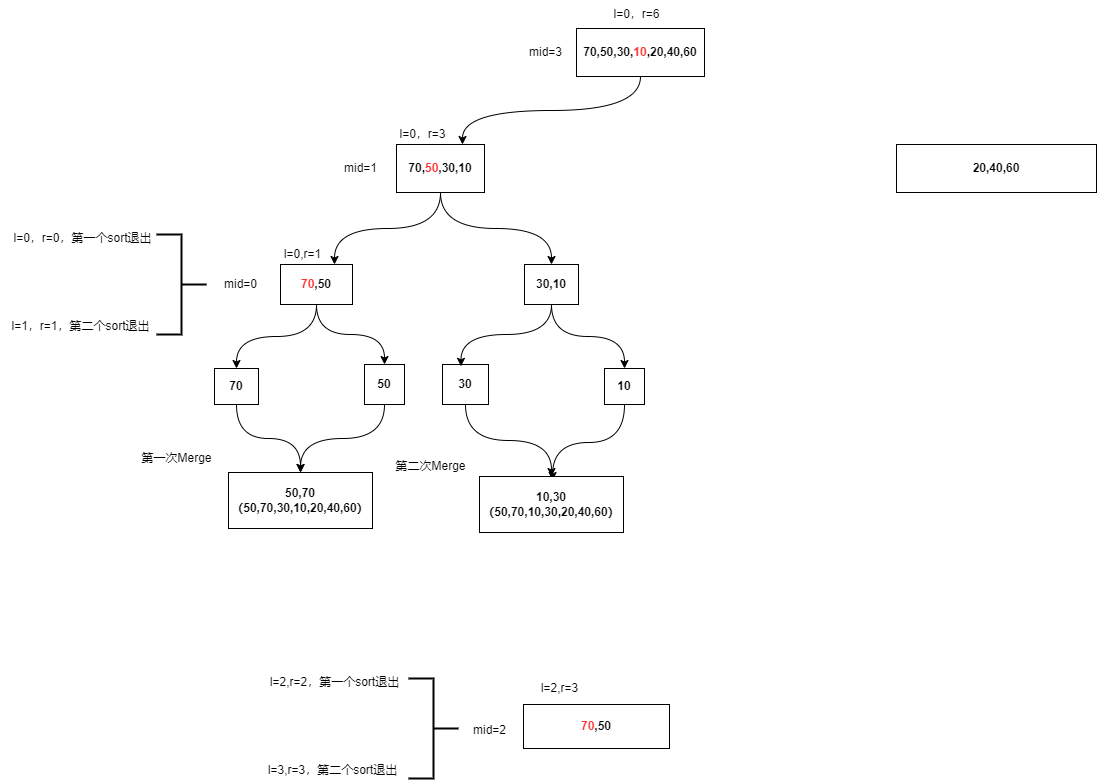 l=0，r=6
mid=3
70,50,30,10,20,40,60
l=0，r=3
mid=1
70,50,30,10
20,40,60
l=0，r=0，第一个sort退出
l=0,r=1
mid=0
70,50
30,10
l=1，r=1，第二个sort退出
70
50
30
10
第一次Merge
第二次Merge
50,70
(50,70,30,10,20,40,60)
10,30
(50,70,10,30,20,40,60)
l=2,r=2，第一个sort退出
l=2,r=3
mid=2
70,50
l=3,r=3，第二个sort退出